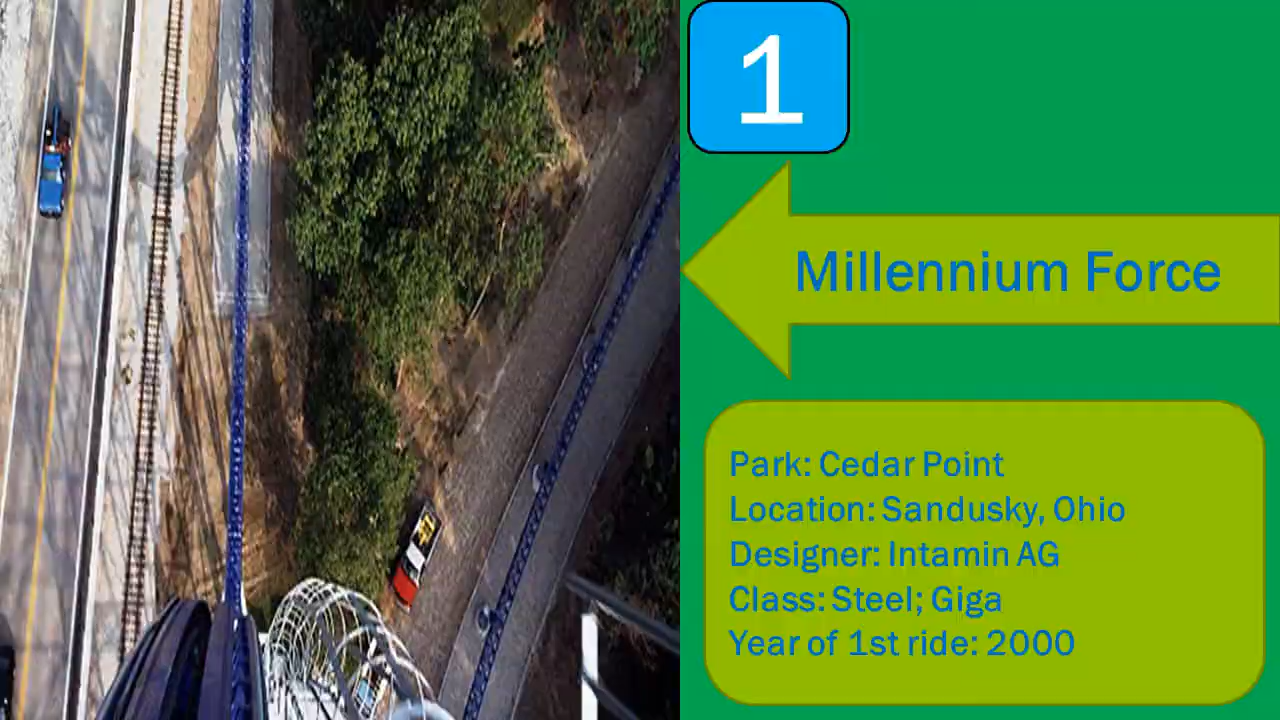 1
Millennium Force
Park: Cedar Point
Location: Sandusky, Ohio
Designer: Intamin AG
Class: Steel; Giga
Year of 1st ride: 2000